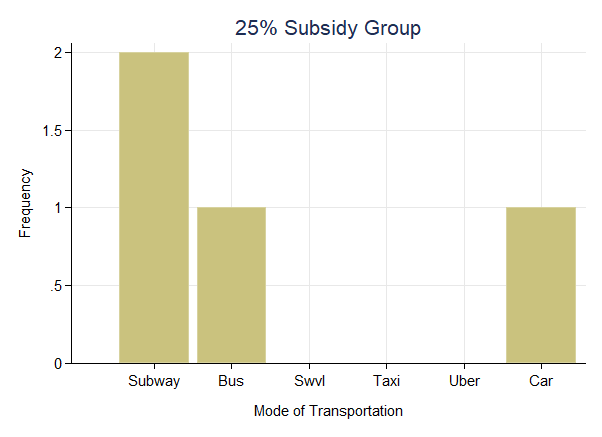 25% Subsidy Group
Frequency
2
1.5
1
.5
0
Subway Bus Swvl Taxi Uber Car
Mode of Transportation